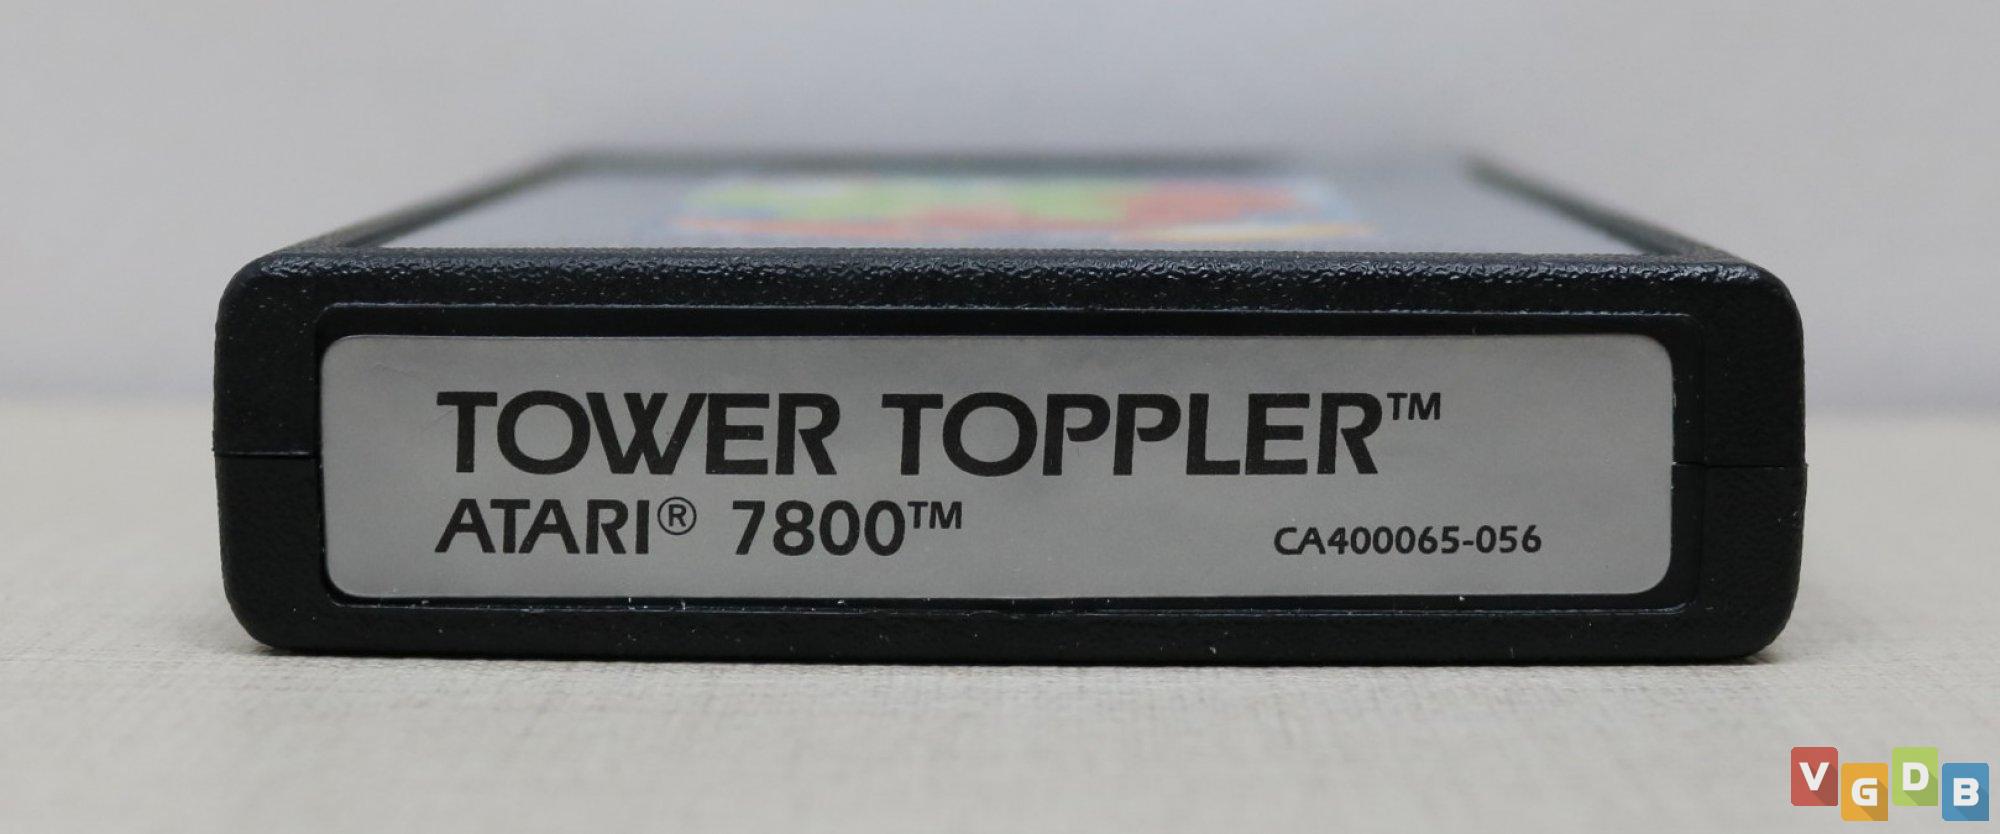 TOWER TOPPLER™
ATARI® 7800™
CA400065-056
VGDB